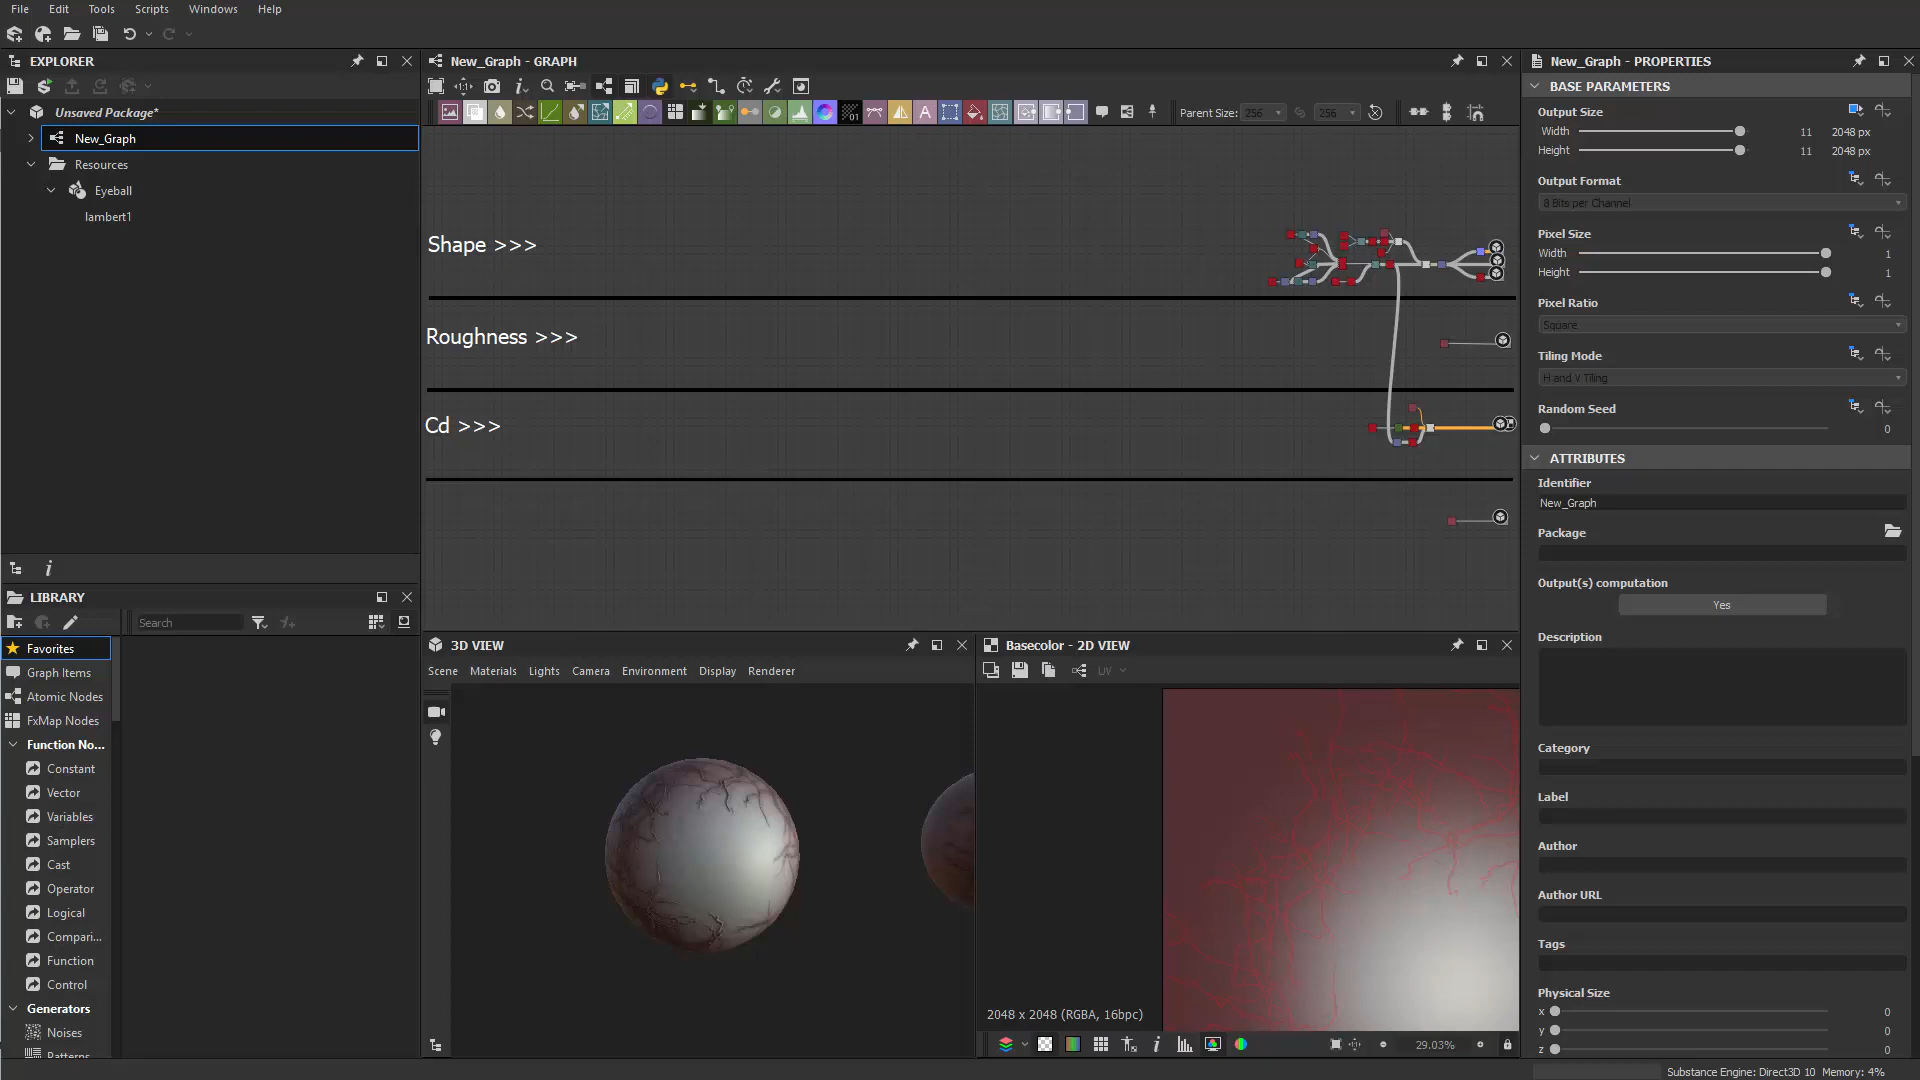 File Edit Tools Scripts Windows Help
EXPLORER
Unsaved Package*
New_Graph
Resources
Eyeball
lambert1
LIBRARY
Search
Favorites
Graph Items
Atomic Nodes
FxMap Nodes
Function No...
Constant
Vector
Variables
Samplers
Cast
Operator
Logical
Compari...
Function
Control
Generators
Noises
Patterns
New_Graph - GRAPH
Parent Size: 256 256
Shape >>>
Roughness >>>
Cd >>>
3D VIEW
Scene Materials Lights Camera Environment Display Renderer
Basecolor - 2D VIEW
UV
2048 x 2048 (RGBA, 16bpc)
29.03%
New_Graph - PROPERTIES
BASE PARAMETERS
Output Size
Width 11 2048 px
Height 11 2048 px
Output Format
8 Bits per Channel
Pixel Size
Width 1
Height 1
Pixel Ratio
Square
Tiling Mode
H and V Tiling
Random Seed
0
ATTRIBUTES
Identifier
New_Graph
Package
Output(s) computation
Yes
Description
Category
Label
Author
Author URL
Tags
Physical Size
x 0
y 0
z 0
Substance Engine: Direct3D 10 Memory: 4%